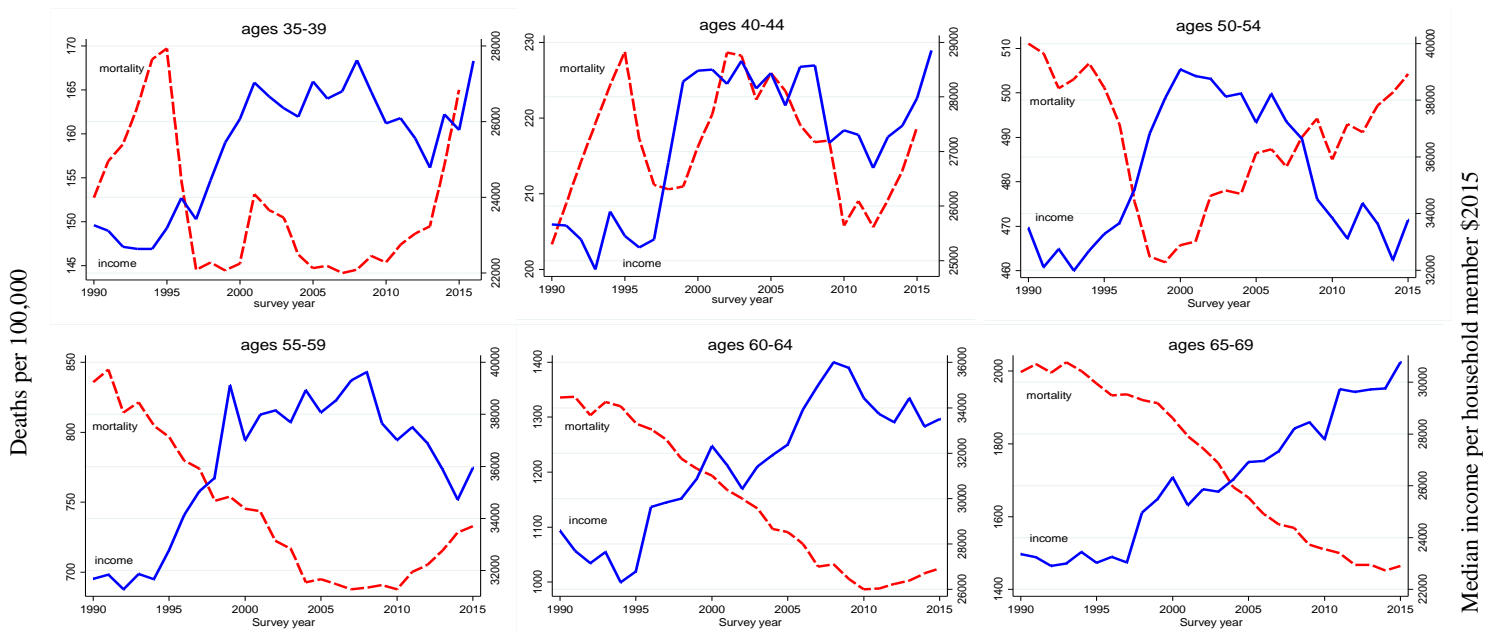 Deaths per 100,000
ages 35-39
170
165
160
155
150
145
28000
26000
24000
22000
mortality
income
1990 1995 2000 2005 2010 2015
survey year
ages 40-44
230
220
210
200
29000
28000
27000
26000
25000
mortality
income
1990 1995 2000 2005 2010 2015
survey year
ages 50-54
510
500
490
480
470
460
40000
38000
36000
34000
32000
mortality
income
1990 1995 2000 2005 2010 2015
Survey year
ages 55-59
850
800
750
700
40000
38000
36000
34000
32000
mortality
income
1990 1995 2000 2005 2010 2015
Survey year
ages 60-64
1400
1300
1200
1100
1000
36000
34000
32000
30000
28000
26000
mortality
income
1990 1995 2000 2005 2010 2015
Survey year
ages 65-69
2000
1800
1600
1400
30000
28000
26000
24000
22000
mortality
income
1990 1995 2000 2005 2010 2015
Survey year
Median income per household member $2015